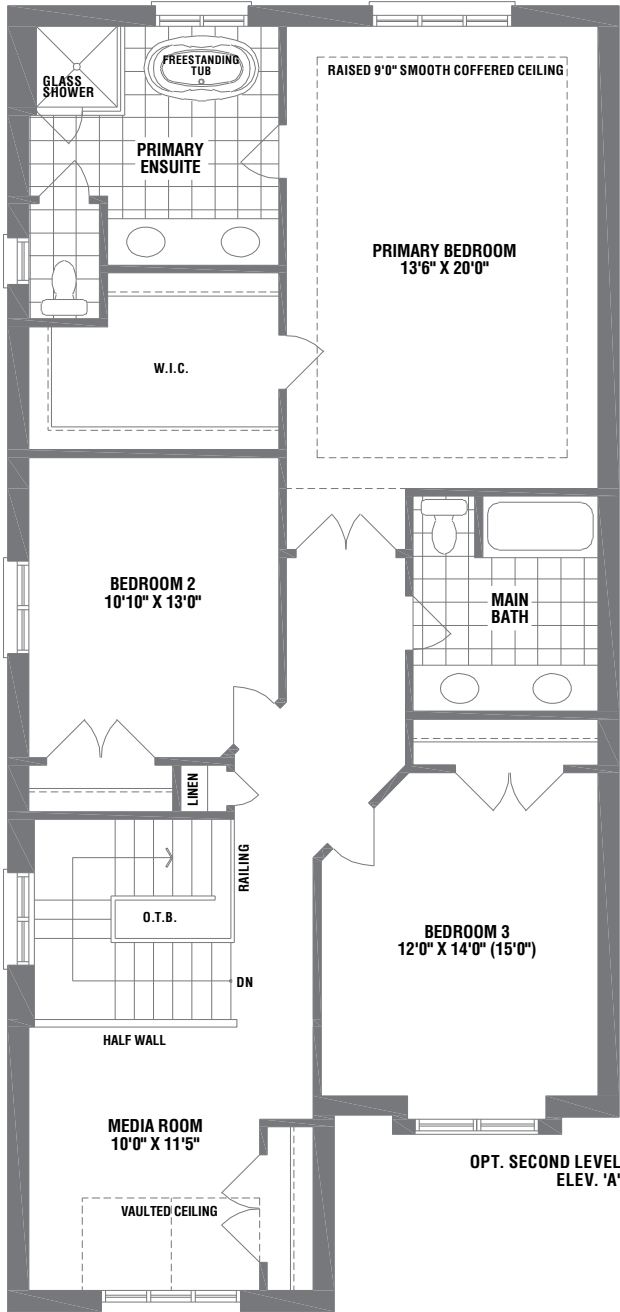 FREESTANDING
TUB
GLASS
SHOWER
RAISED 9'0" SMOOTH COFFERED CEILING
PRIMARY
ENSUITE
PRIMARY BEDROOM
13'6" X 20'0"
W.I.C.
BEDROOM 2
10'10" X 13'0"
MAIN
BATH
LINEN
RAILING
O.T.B.
BEDROOM 3
12'0" X 14'0" (15'0")
DN
HALF WALL
MEDIA ROOM
10'0" X 11'5"
OPT. SECOND LEVEL
ELEV. 'A'
VAULTED CEILING